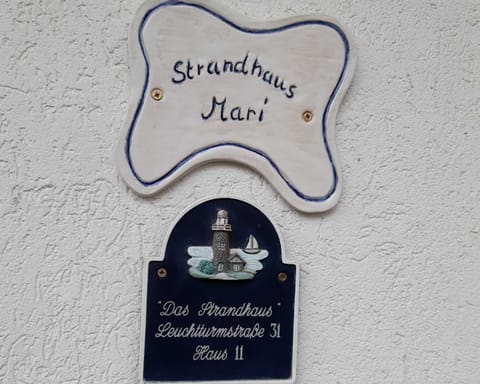 Strandhaus
Mari
"Das Strandhaus"
Leuchtturmstraße 31
Haus 11